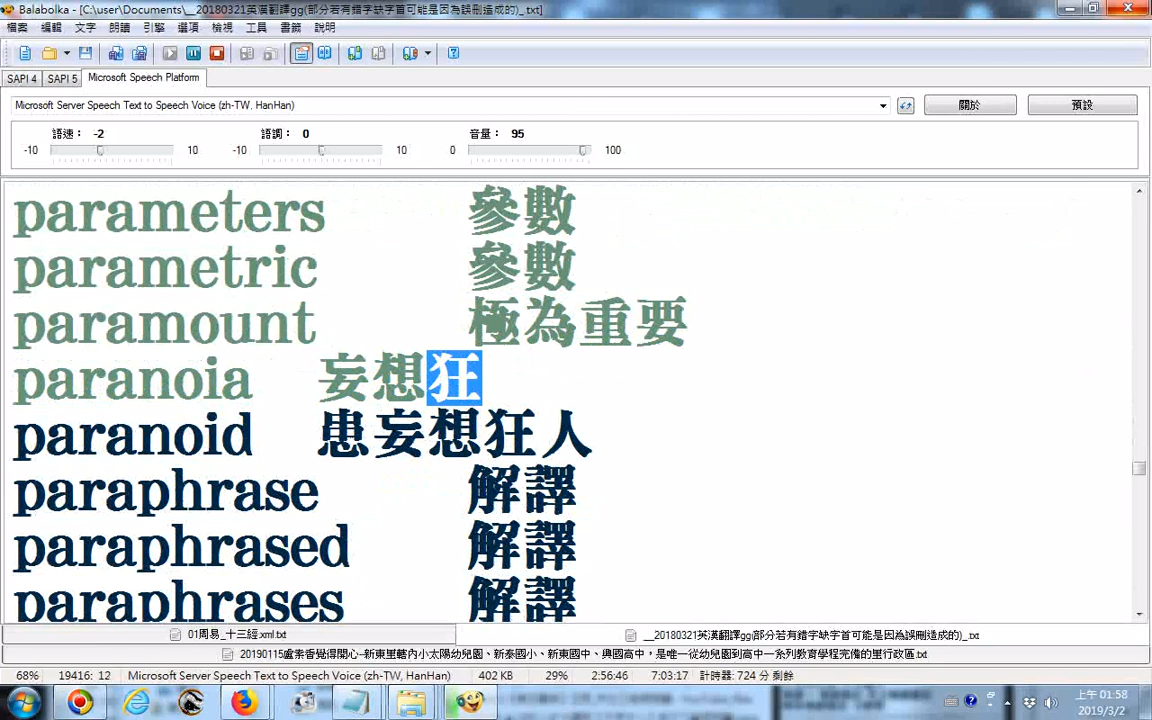 Balabolka - [C:\user\Documents\__20180321英漢翻譯gg(部分若有錯字缺字首可能是因為誤刪造成的)_.txt]
檔案 編輯 文字 朗讀 引擎 選項 檢視 工具 書籤 說明
SAPI 4 SAPI 5 Microsoft Speech Platform
Microsoft Server Speech Text to Speech Voice (zh-TW, HanHan) 關於 預設
語速： -2 語調： 0 音量： 95
-10 10 -10 10 0 100
parameters 參數
parametric 參數
paramount 極為重要
paranoia 妄想狂
paranoid 患妄想狂人
paraphrase 解譯
paraphrased 解譯
paraphrases 解譯
01周易_十三經.xml.txt __20180321英漢翻譯gg(部分若有錯字缺字首可能是因為誤刪造成的)_.txt
20190115盧素香覺得開心-新東里轄內小太陽幼兒園、新泰國小、新東國中、興國高中，是唯一從幼兒園到高中一系列教育學程完備的里行政區.txt
68% 19416: 12 Microsoft Server Speech Text to Speech Voice (zh-TW, HanHan) 402 KB 29% 2:56:46 7:03:17 計時器: 724 分 剩餘
上午 01:58
2019/3/2